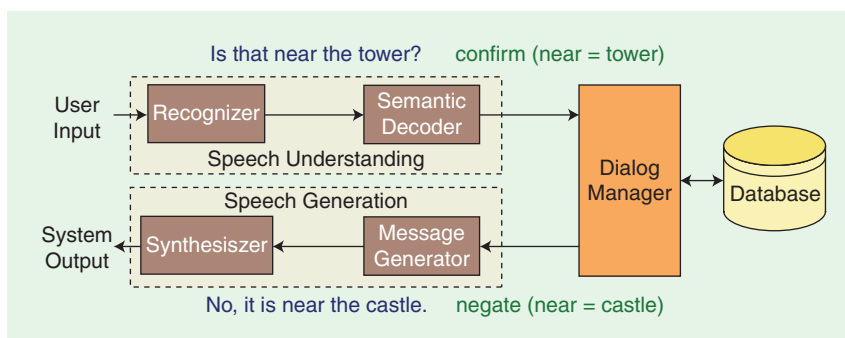 Is that near the tower? confirm (near = tower)
User
Input
Recognizer
Semantic
Decoder
Speech Understanding
Dialog
Manager
Database
Speech Generation
System
Output
Synthesiszer
Message
Generator
No, it is near the castle. negate (near = castle)